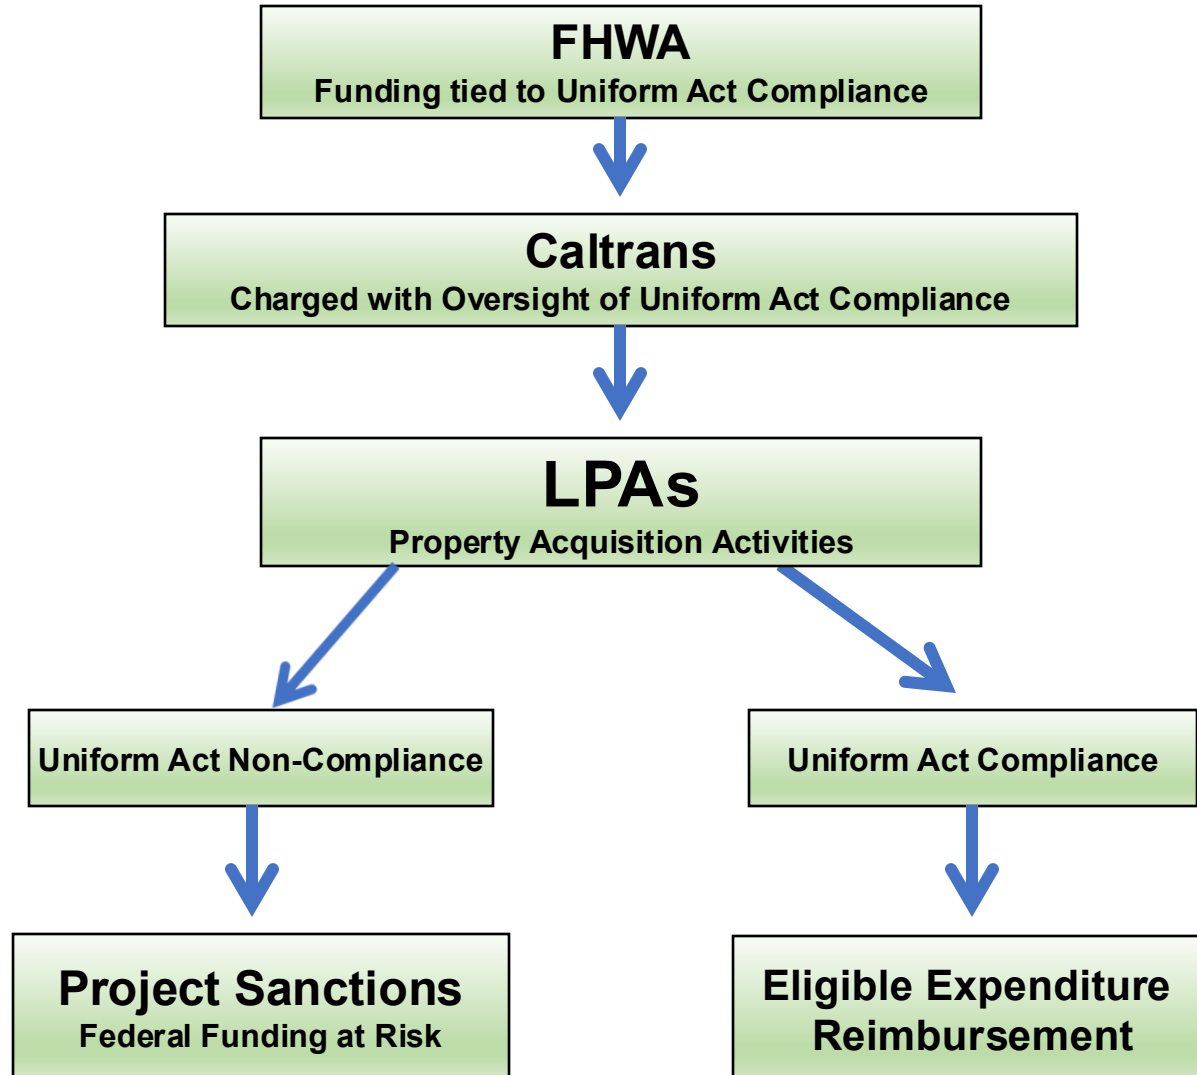 FHWA
Funding tied to Uniform Act Compliance
Caltrans
Charged with Oversight of Uniform Act Compliance
LPAs
Property Acquisition Activities
Uniform Act Non-Compliance
Uniform Act Compliance
Project Sanctions
Federal Funding at Risk
Eligible Expenditure
Reimbursement